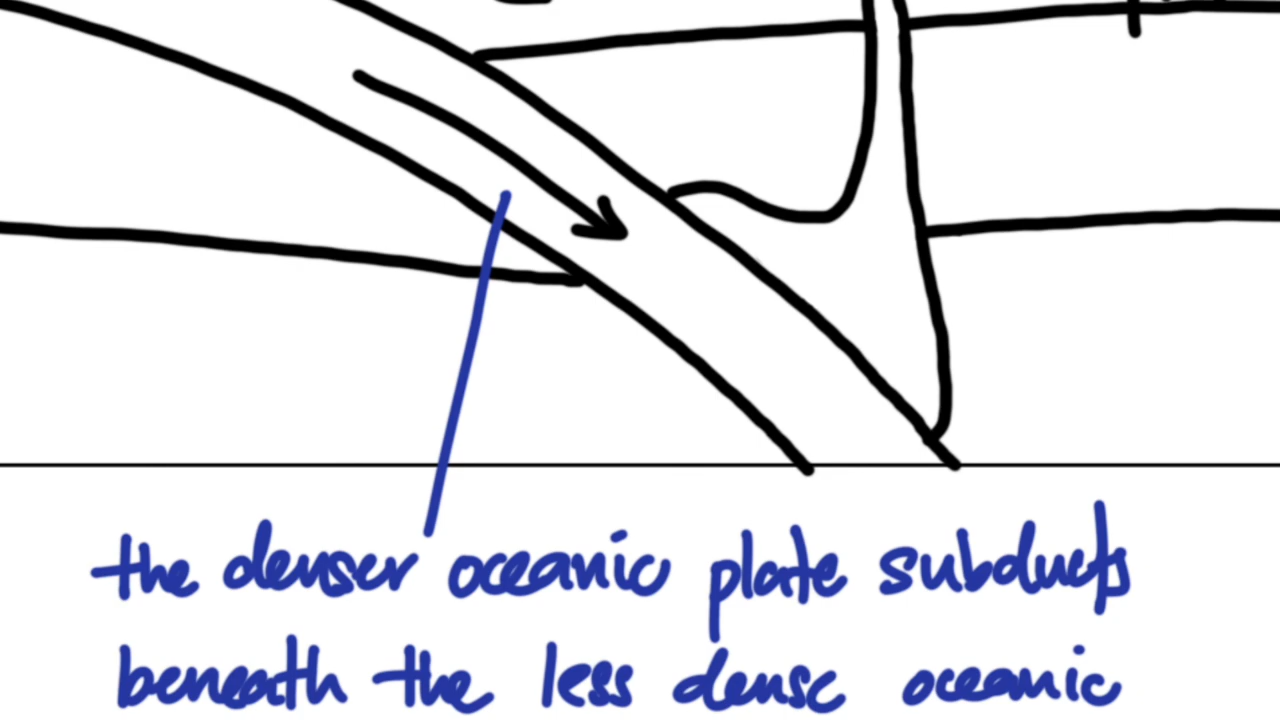 the denser oceanic plate subducts
beneath the less dense oceanic